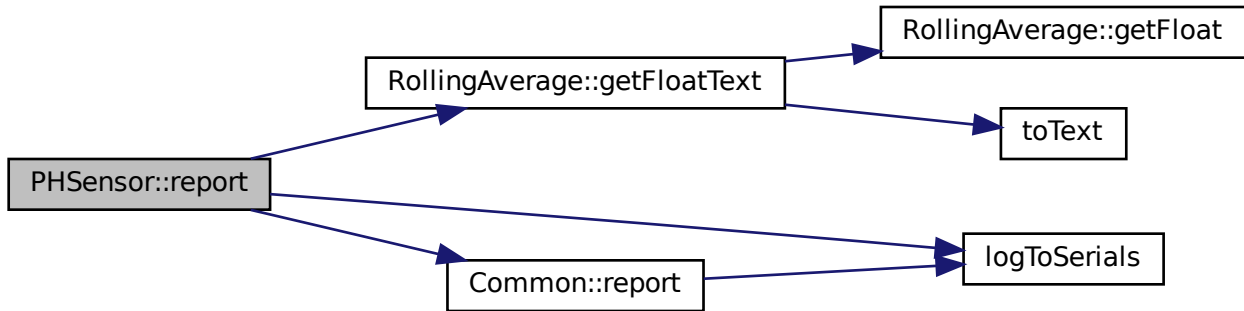 RollingAverage::getFloat
RollingAverage::getFloatText
toText
PHSensor::report
logToSerials
Common::report